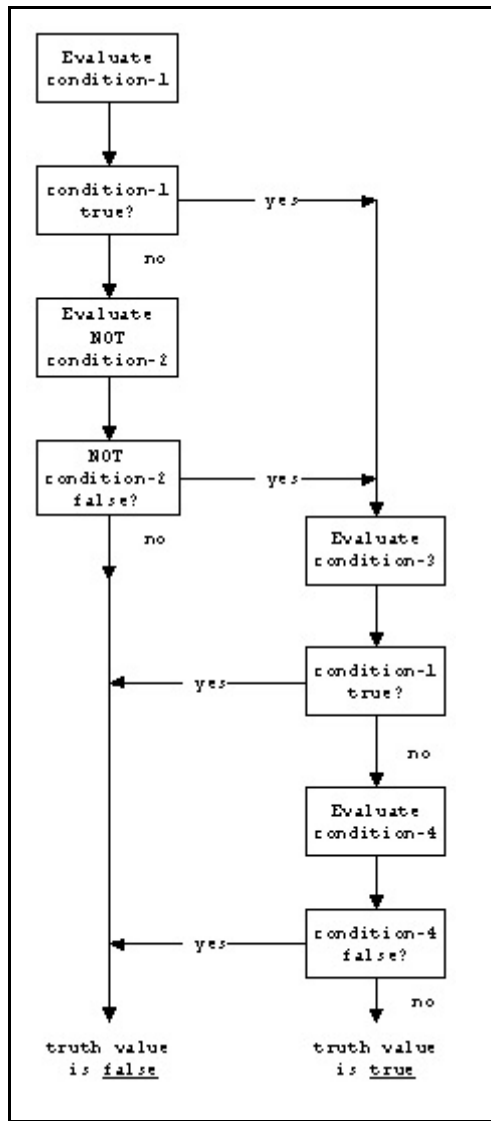 Evaluate
condition-1
condition-1
true?
yes
no
Evaluate
NOT
condition-2
NOT
condition-2
false?
yes
no
Evaluate
condition-3
condition-1
true?
yes
no
Evaluate
condition-4
condition-4
false?
yes
no
truth value
is false
truth value
is true